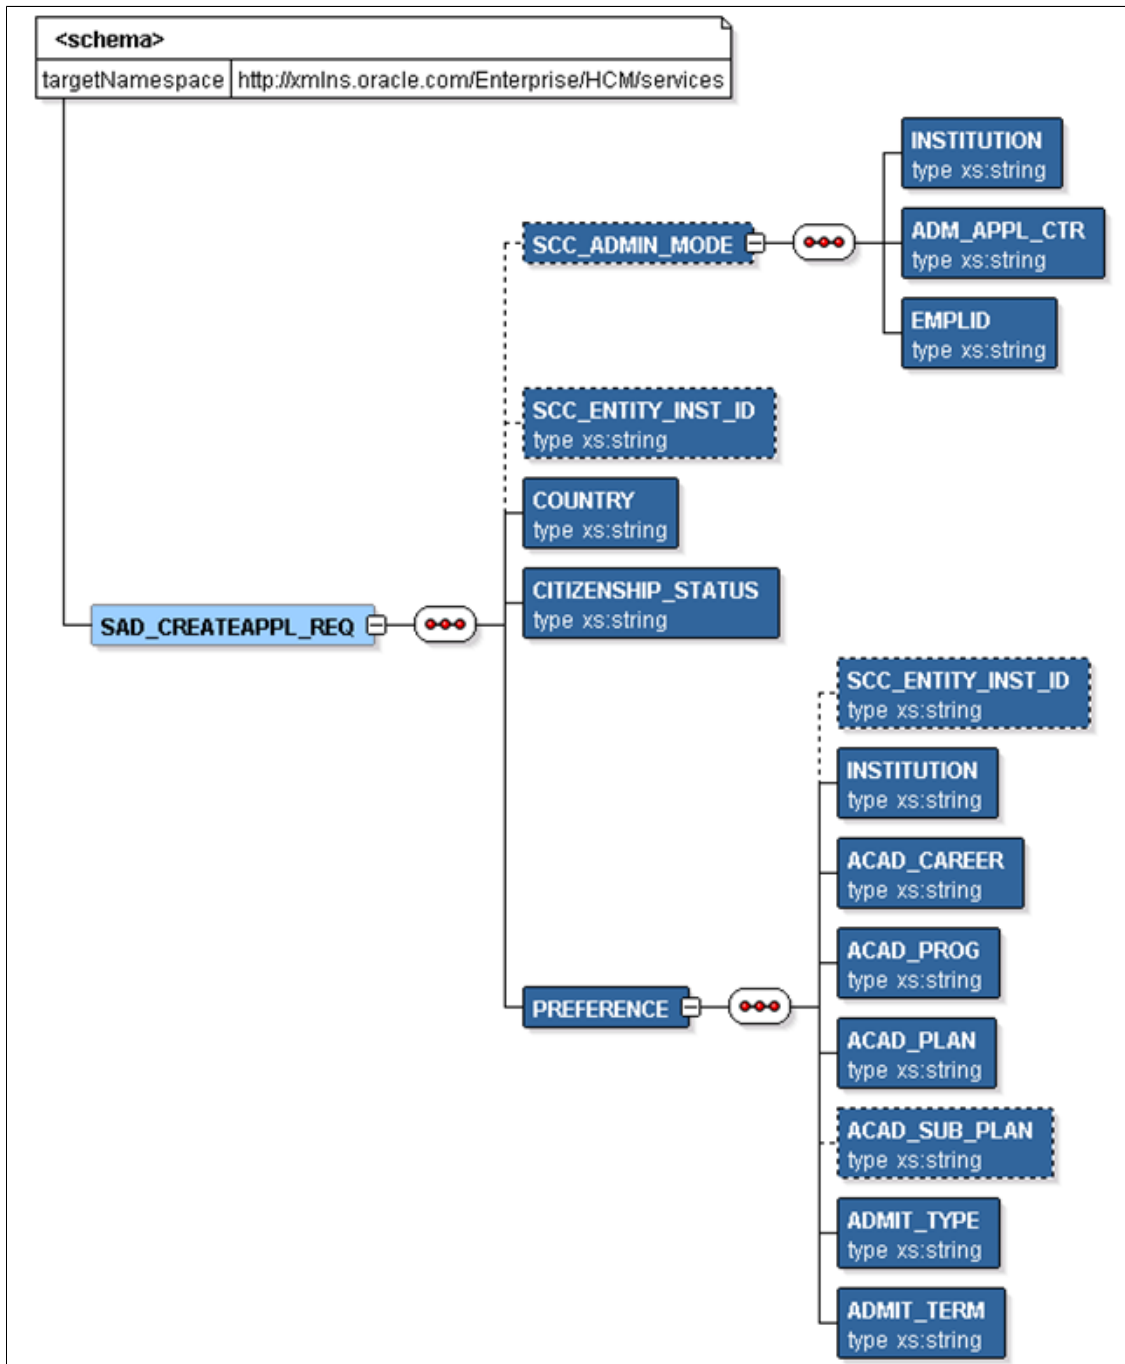 <schema>
targetNamespace http://xmlns.oracle.com/Enterprise/HCM/services
INSTITUTION
type xs:string
ADM_APPL_CTR
type xs:string
EMPLID
type xs:string
SCC_ADMIN_MODE
SCC_ENTITY_INST_ID
type xs:string
COUNTRY
type xs:string
CITIZENSHIP_STATUS
type xs:string
SAD_CREATEAPPL_REQ
SCC_ENTITY_INST_ID
type xs:string
INSTITUTION
type xs:string
ACAD_CAREER
type xs:string
ACAD_PROG
type xs:string
PREFERENCE
ACAD_PLAN
type xs:string
ACAD_SUB_PLAN
type xs:string
ADMIT_TYPE
type xs:string
ADMIT_TERM
type xs:string